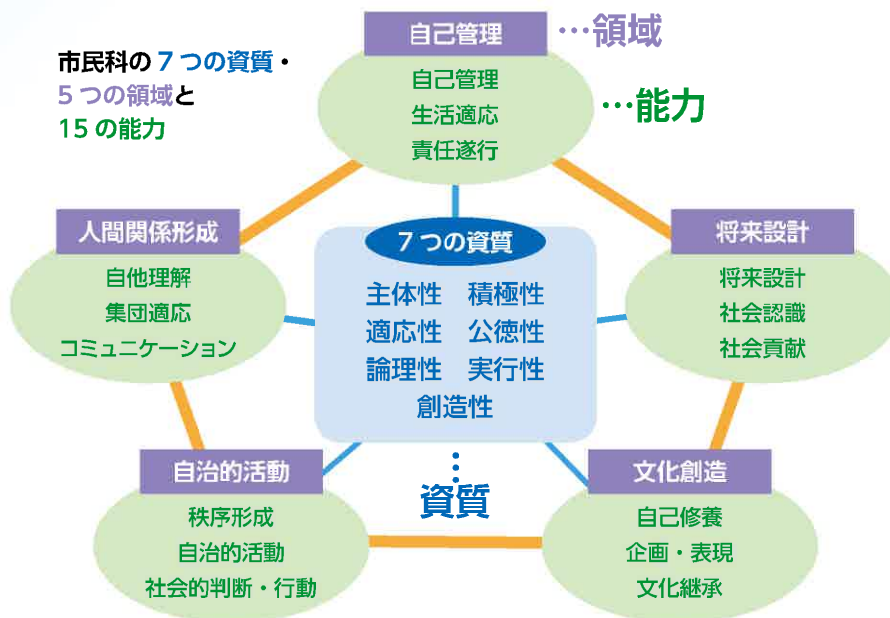 市民科の7つの資質・
5つの領域と
15の能力
自己管理
…領域
自己管理
生活適応
責任遂行
…能力
人間関係形成
自他理解
集団適応
コミュニケーション
7つの資質
主体性 積極性
適応性 公徳性
論理性 実行性
創造性
…資質
将来設計
将来設計
社会認識
社会貢献
自治的活動
秩序形成
自治的活動
社会的判断・行動
文化創造
自己修養
企画・表現
文化継承